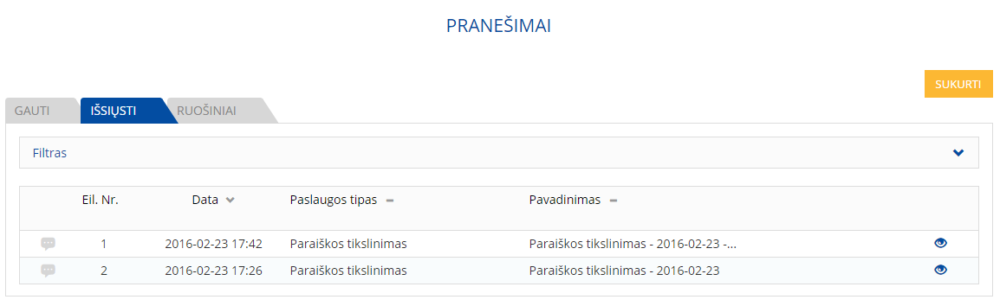 PRANEŠIMAI
SUKURTI
GAUTI IŠSIŲSTI RUOŠINIAI
Filtras
Eil. Nr. Data Paslaugos tipas Pavadinimas
1 2016-02-23 17:42 Paraiškos tikslinimas Paraiškos tikslinimas - 2016-02-23 -...
2 2016-02-23 17:26 Paraiškos tikslinimas Paraiškos tikslinimas - 2016-02-23